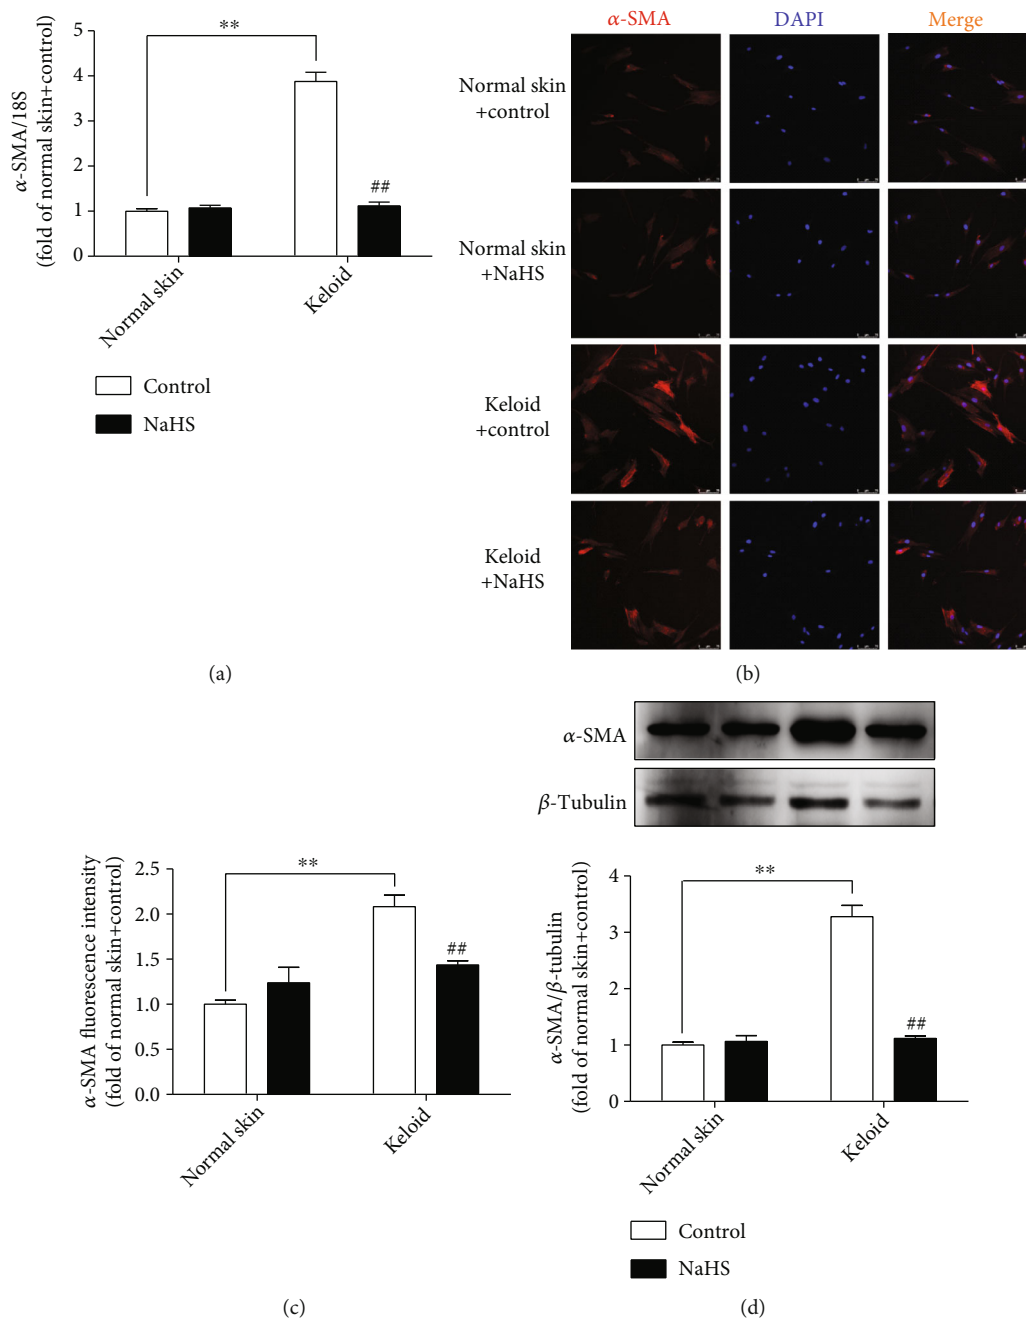 α-SMA/18S
(fold of normal skin+control)
5
4
3
2
1
0
**
##
Normal skin
Keloid
Control
NaHS
(a)
α-SMA
DAPI
Merge
Normal skin
+control
Normal skin
+NaHS
Keloid
+control
Keloid
+NaHS
(b)
α-SMA fluorescence intensity
(fold of normal skin+control)
2.5
2.0
1.5
1.0
0.5
0.0
**
##
Normal skin
Keloid
(c)
α-SMA
β-Tubulin
α-SMA/β-tubulin
(fold of normal skin+control)
4
3
2
1
0
**
##
Normal skin
Keloid
Control
NaHS
(d)